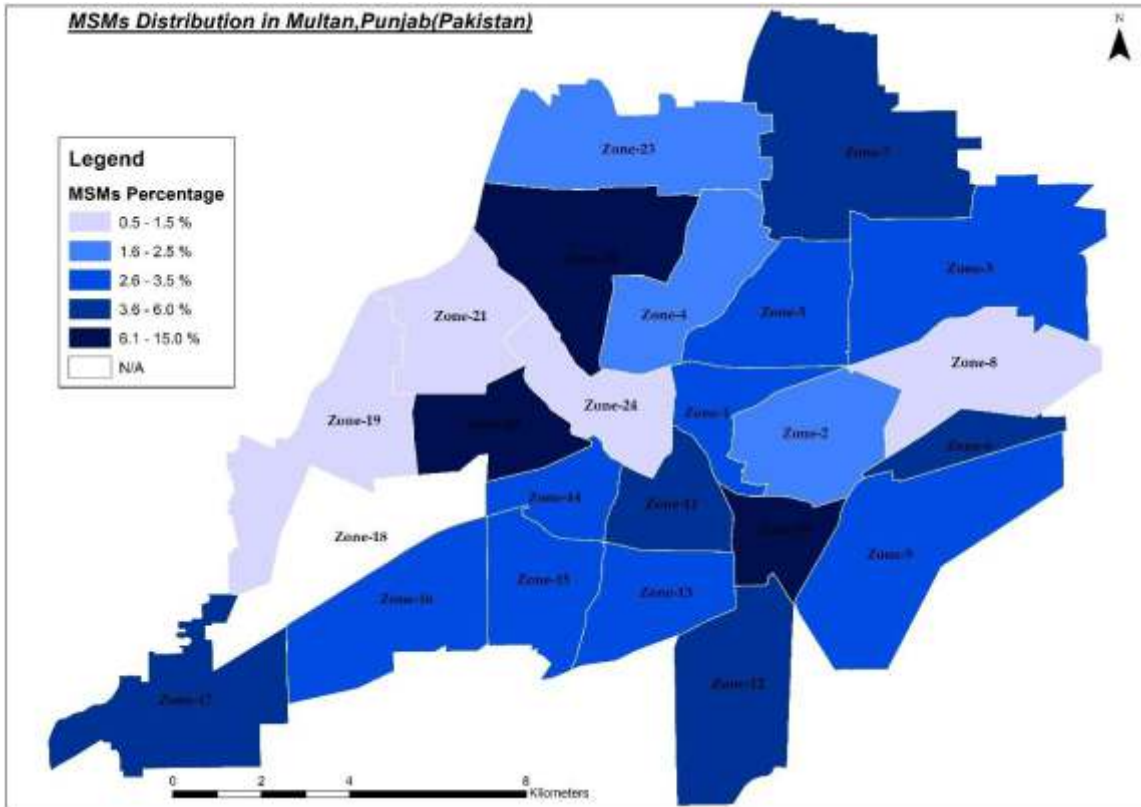 MSMs Distribution in Multan,Punjab(Pakistan)
N
Zone-23
Zone-7
Legend
MSMs Percentage
0.5 - 1.5 %
1.6 - 2.5 %
2.6 - 3.5 %
3.6 - 6.0 %
6.1 - 15.0 %
N/A
Zone-3
Zone-21
Zone-4
Zone-5
Zone-8
Zone-24
Zone-19
Zone-1
Zone-2
Zone-6
Zone-14
Zone-11
Zone-18
Zone-9
Zone-15
Zone-13
Zone-16
Zone-12
Zone-17
0 2 4 8
Kilometers